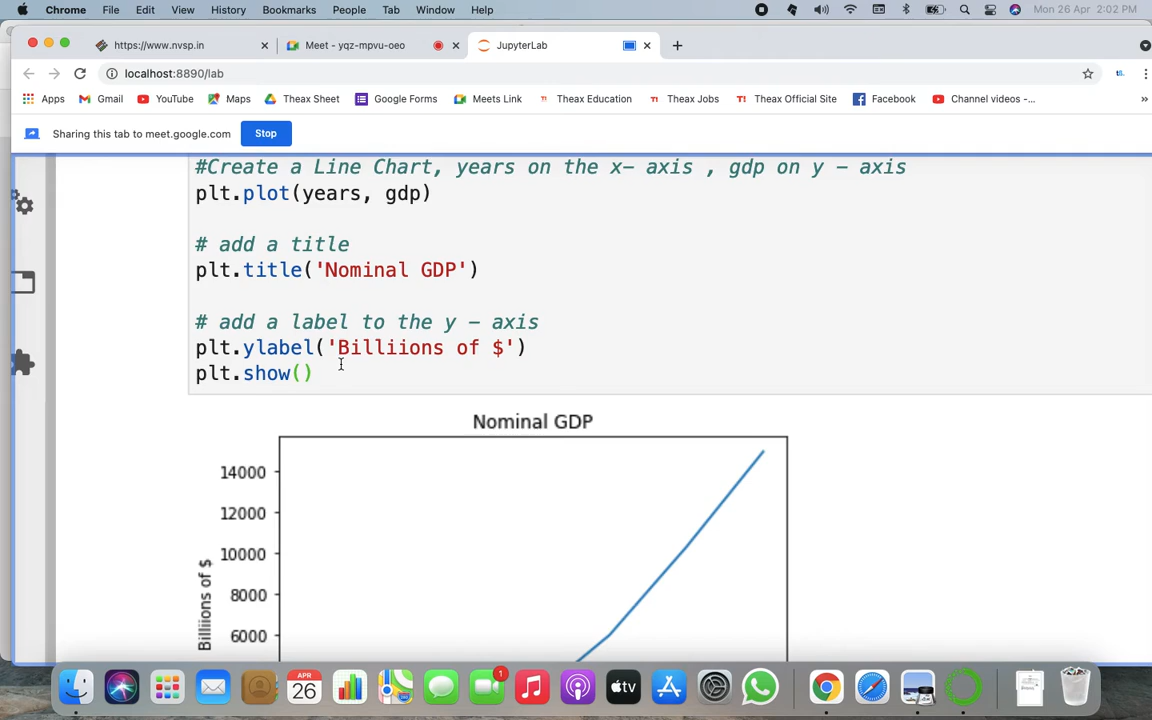 Chrome File Edit View History Bookmarks People Tab Window Help Mon 26 Apr 2:02 PM
https://www.nvsp.in Meet - yqz-mpvu-oeo JupyterLab
localhost:8890/lab
Apps Gmail YouTube Maps Theax Sheet Google Forms Meets Link Theax Education Theax Jobs Theax Official Site Facebook Channel videos -... »
Sharing this tab to meet.google.com Stop
#Create a Line Chart, years on the x- axis , gdp on y - axis
plt.plot(years, gdp)
# add a title
plt.title('Nominal GDP')
# add a label to the y - axis
plt.ylabel('Billiions of $')
plt.show()
Nominal GDP
14000
12000
10000
8000
6000
Billiions of $
APR
26
1
tv